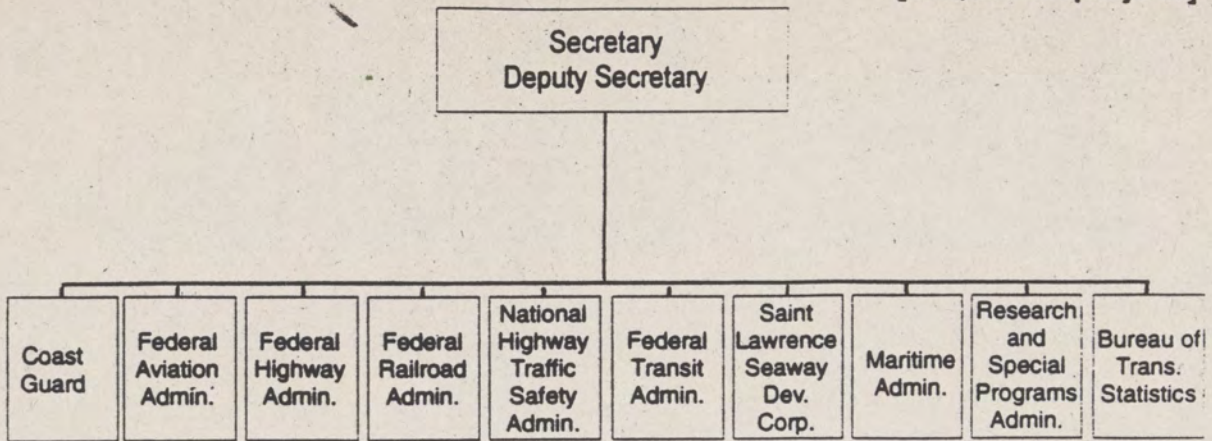 Secretary
Deputy Secretary
Coast
Guard
Federal
Aviation
Admin.
Federal
Highway
Admin.
Federal
Railroad
Admin.
National
Highway
Traffic
Safety
Admin.
Federal
Transit
Admin.
Saint
Lawrence
Seaway
Dev.
Corp.
Maritime
Admin.
Research
and
Special
Programs
Admin.
Bureau of
Trans.
Statistics